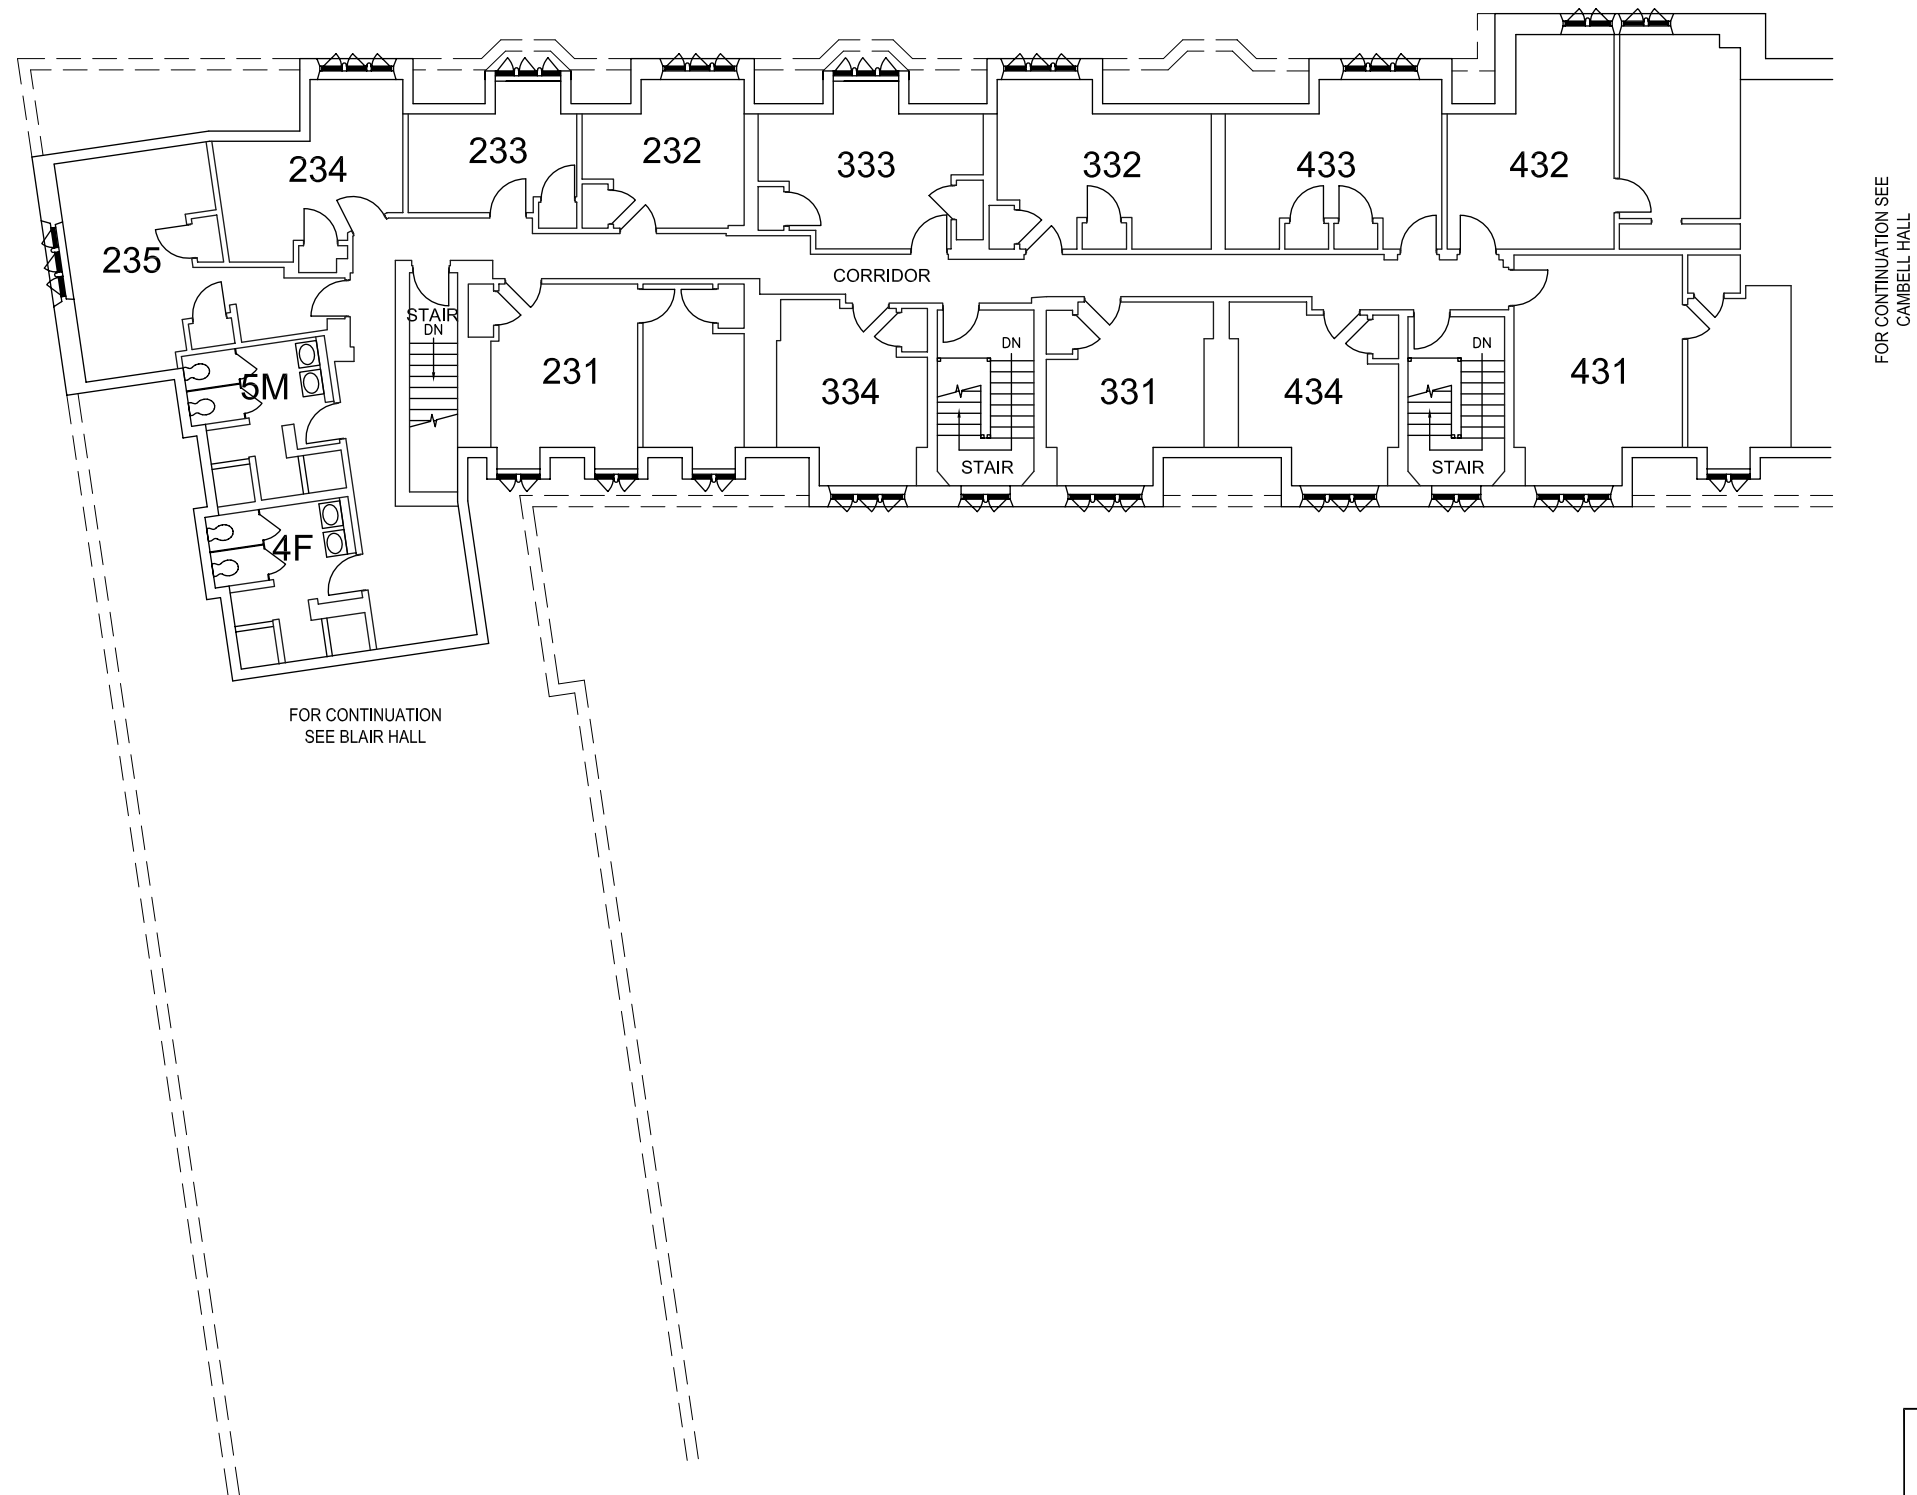 233
232
333
332
433
432
234
235
CORRIDOR
FOR CONTINUATION SEE
CAMBELL HALL
STAIR
DN
DN
DN
231
334
331
434
431
5M
STAIR
STAIR
4F
FOR CONTINUATION
SEE BLAIR HALL